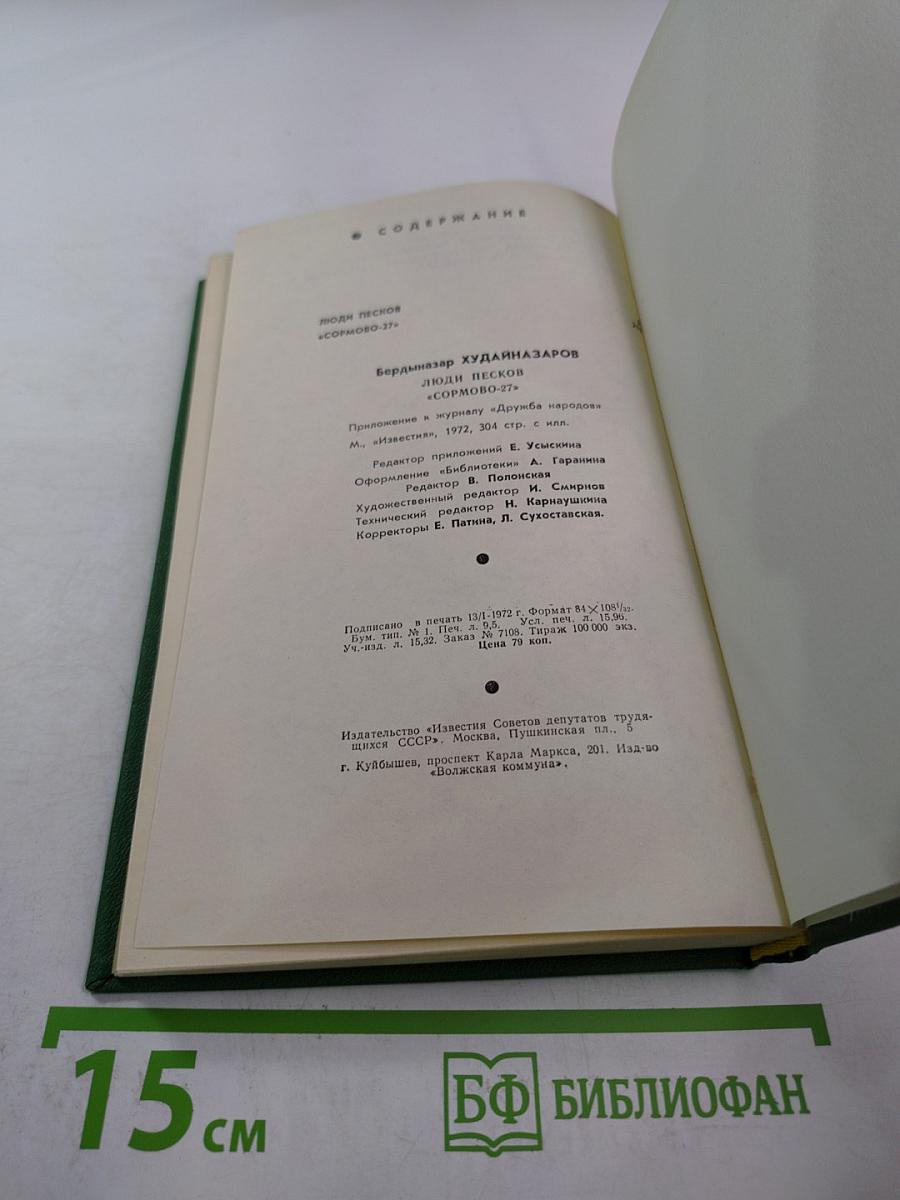 СОДЕРЖАНИЕ
ЛЮДИ ПЕСКОВ
«СОРМОВО-27»
Бердыназар ХУДАЙНАЗАРОВ
ЛЮДИ ПЕСКОВ
«СОРМОВО-27»
Приложение к журналу «Дружба народов»
М., «Известия», 1972, 304 стр. с илл.
Редактор приложений Е. Усыскина
Оформление «Библиотеки» А. Гаранина
Редактор В. Полонская
Художественный редактор И. Смирнов
Технический редактор Н. Карнаушкина
Корректоры Е. Патина, Л. Сухоставская.
Подписано в печать 13/1-1972 г. Формат 84×108¹/₃₂.
Бум. тип. № 1. Печ. л. 9,5. Усл. печ. л. 15,96.
Уч.-изд. л. 15,32. Заказ № 7108. Тираж 100 000 экз.
Цена 79 коп.
Издательство «Известия Советов депутатов трудя-
щихся СССР». Москва, Пушкинская пл., 5
г. Куйбышев, проспект Карла Маркса, 201. Изд-во
«Волжская коммуна».
15 см
БФ БИБЛИОФАН